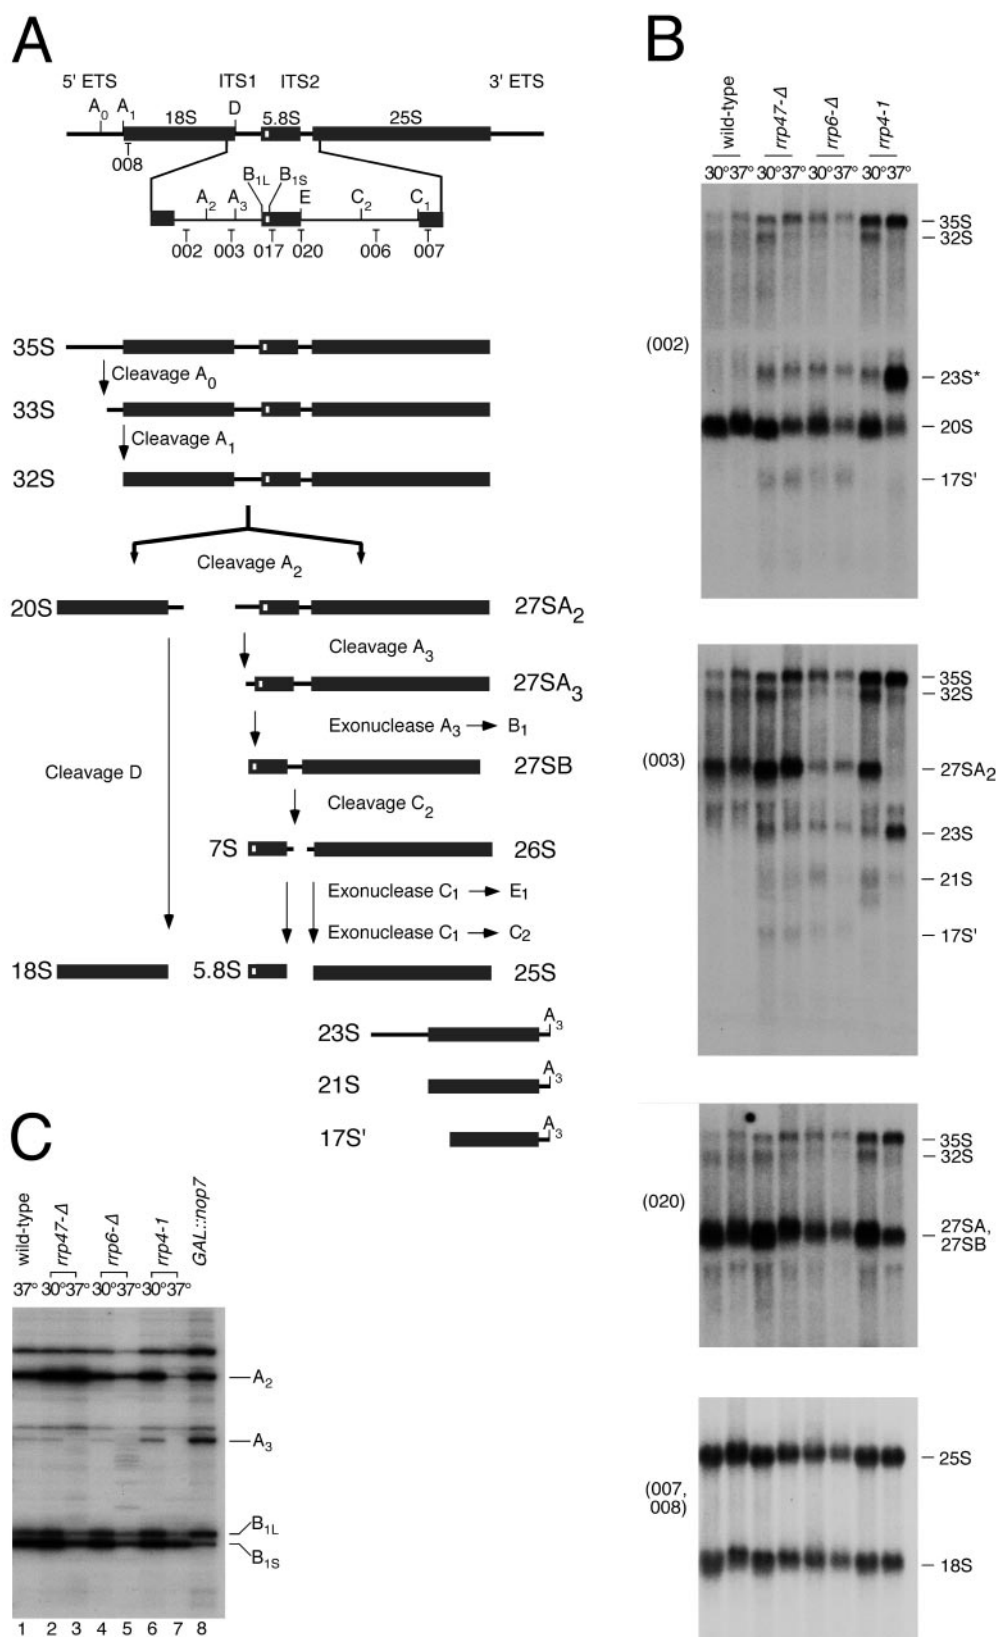 A
5' ETS ITS1 ITS2 3' ETS
A0 A1 18S D 5.8S 25S
008
B1L B1S
A2 A3 E C2 C1
002 003 017 020 006 007
35S
Cleavage A0
33S
Cleavage A1
32S
Cleavage A2
20S 27SA2
Cleavage A3
27SA3
Exonuclease A3 B1
Cleavage D 27SB
Cleavage C2
7S 26S
Exonuclease C1 E1
Exonuclease C1 C2
18S 5.8S 25S
23S A3
21S A3
17S' A3
B
wild-type rrp47-Δ rrp6-Δ rrp4-1
30°37° 30°37° 30°37° 30°37°
35S
32S
(002)
23S*
20S
17S'
35S
32S
(003) 27SA2
23S
21S
17S'
35S
32S
(020)
27SA,
27SB
25S
(007,
008)
18S
C
wild-type rrp47-Δ rrp6-Δ rrp4-1 GAL::nop7
37° 30°37° 30°37° 30°37°
A2
A3
B1L
B1S
1 2 3 4 5 6 7 8